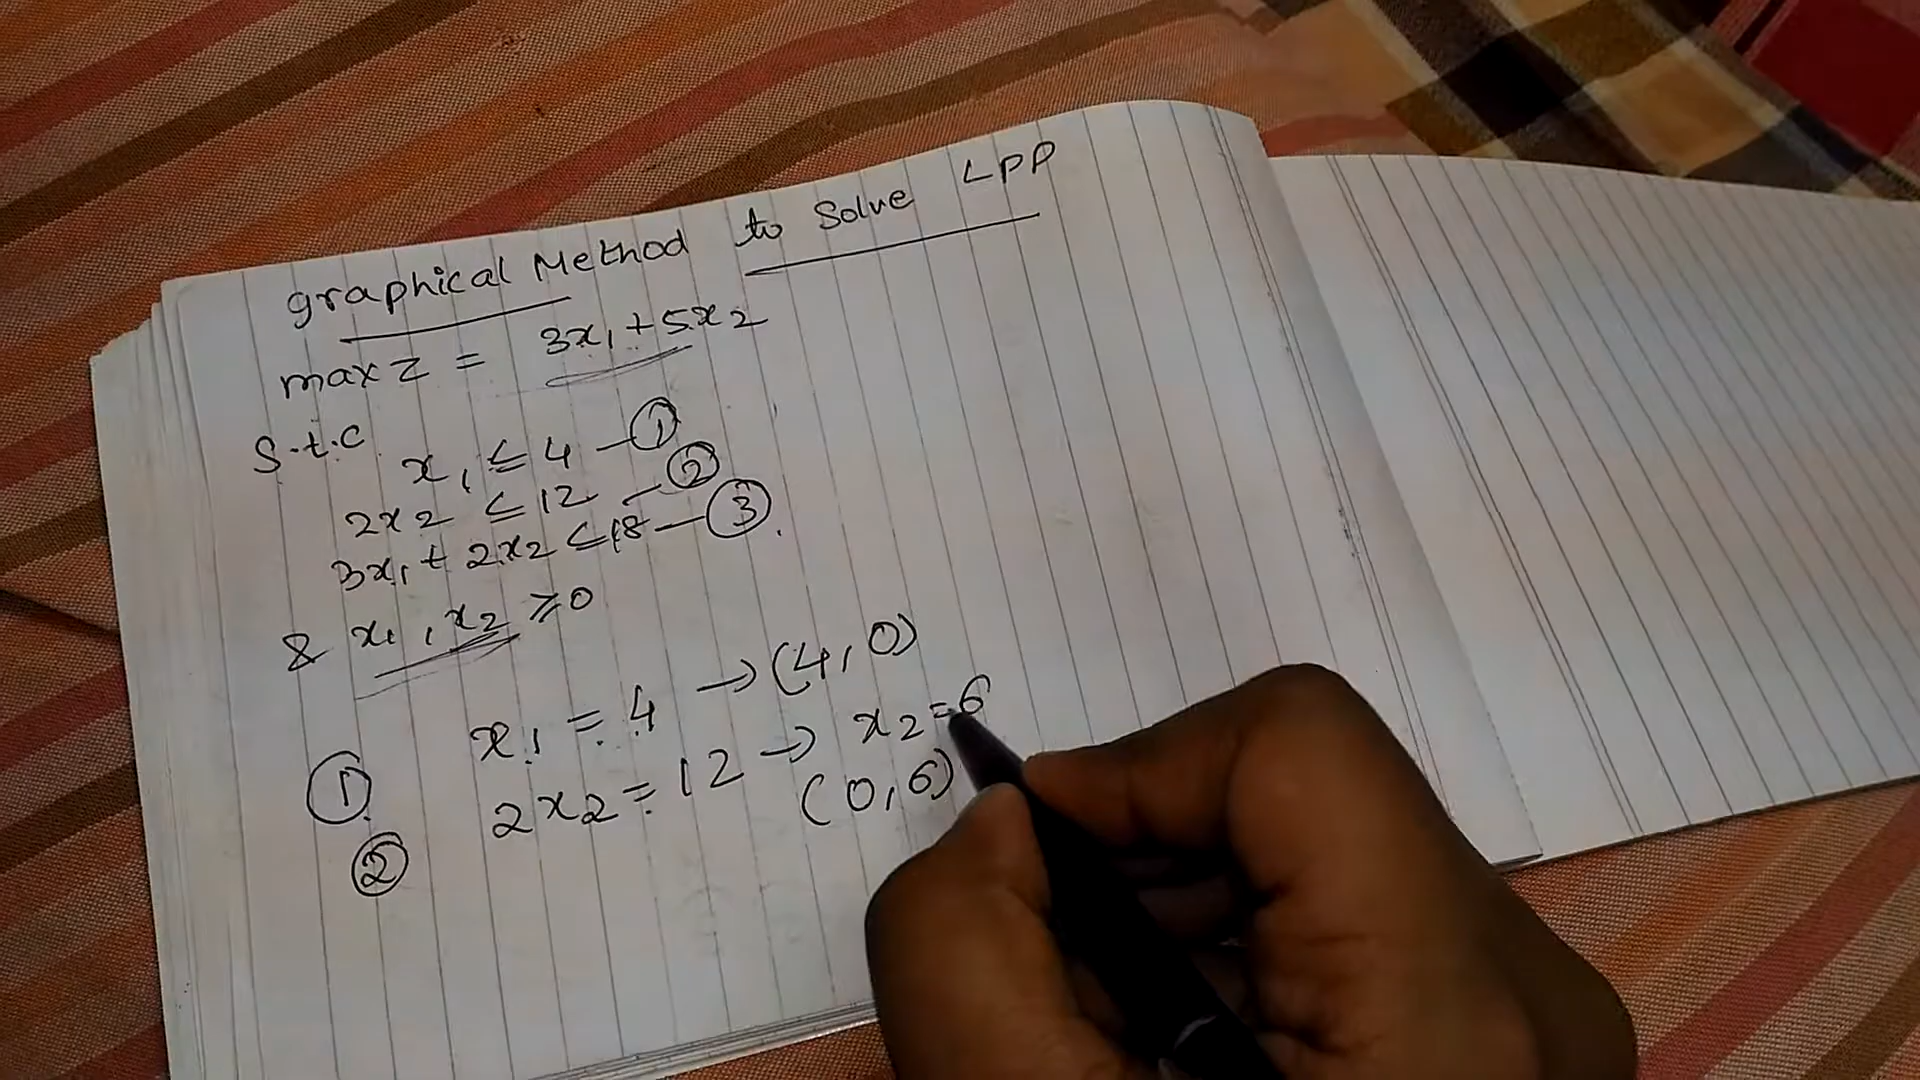 graphical Method to Solve LPP
max Z = 3x₁ + 5x₂
S.t.c
x₁ ≤ 4 — ①
2x₂ ≤ 12 — ②
3x₁ + 2x₂ ≤ 18 — ③
& x₁, x₂ ≥ 0
① x₁ = 4 → (4, 0)
② 2x₂ = 12 → x₂ = 6
(0, 6)